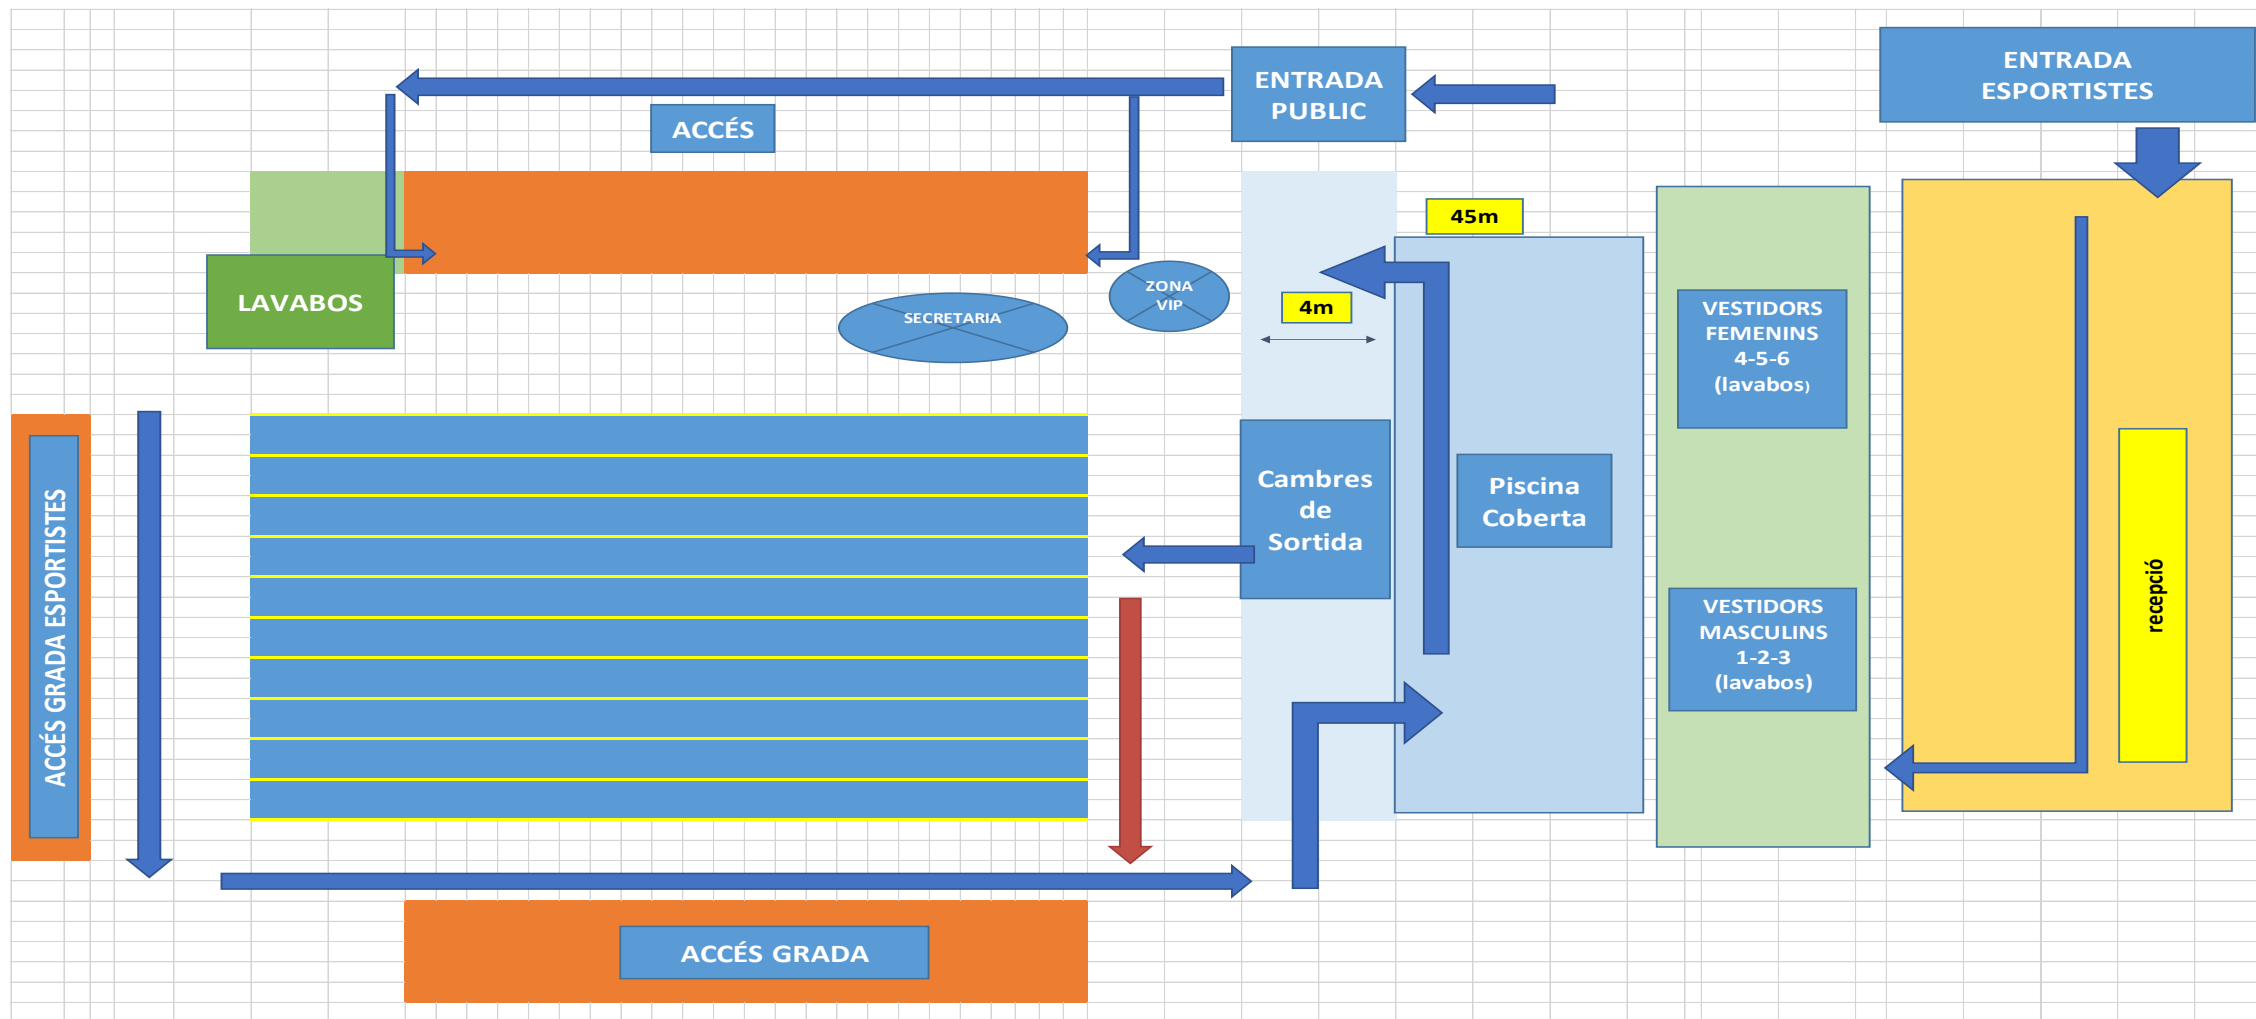 ENTRADA
ESPORTISTES
ENTRADA
PUBLIC
ACCÉS
45m
LAVABOS
SECRETARIA
ZONA
VIP
4m
VESTIDORS
FEMENINS
4-5-6
(lavabos)
Cambres
de
Sortida
Piscina
Coberta
VESTIDORS
MASCULINS
1-2-3
(lavabos)
recepció
ACCÉS GRADA ESPORTISTES
ACCÉS GRADA